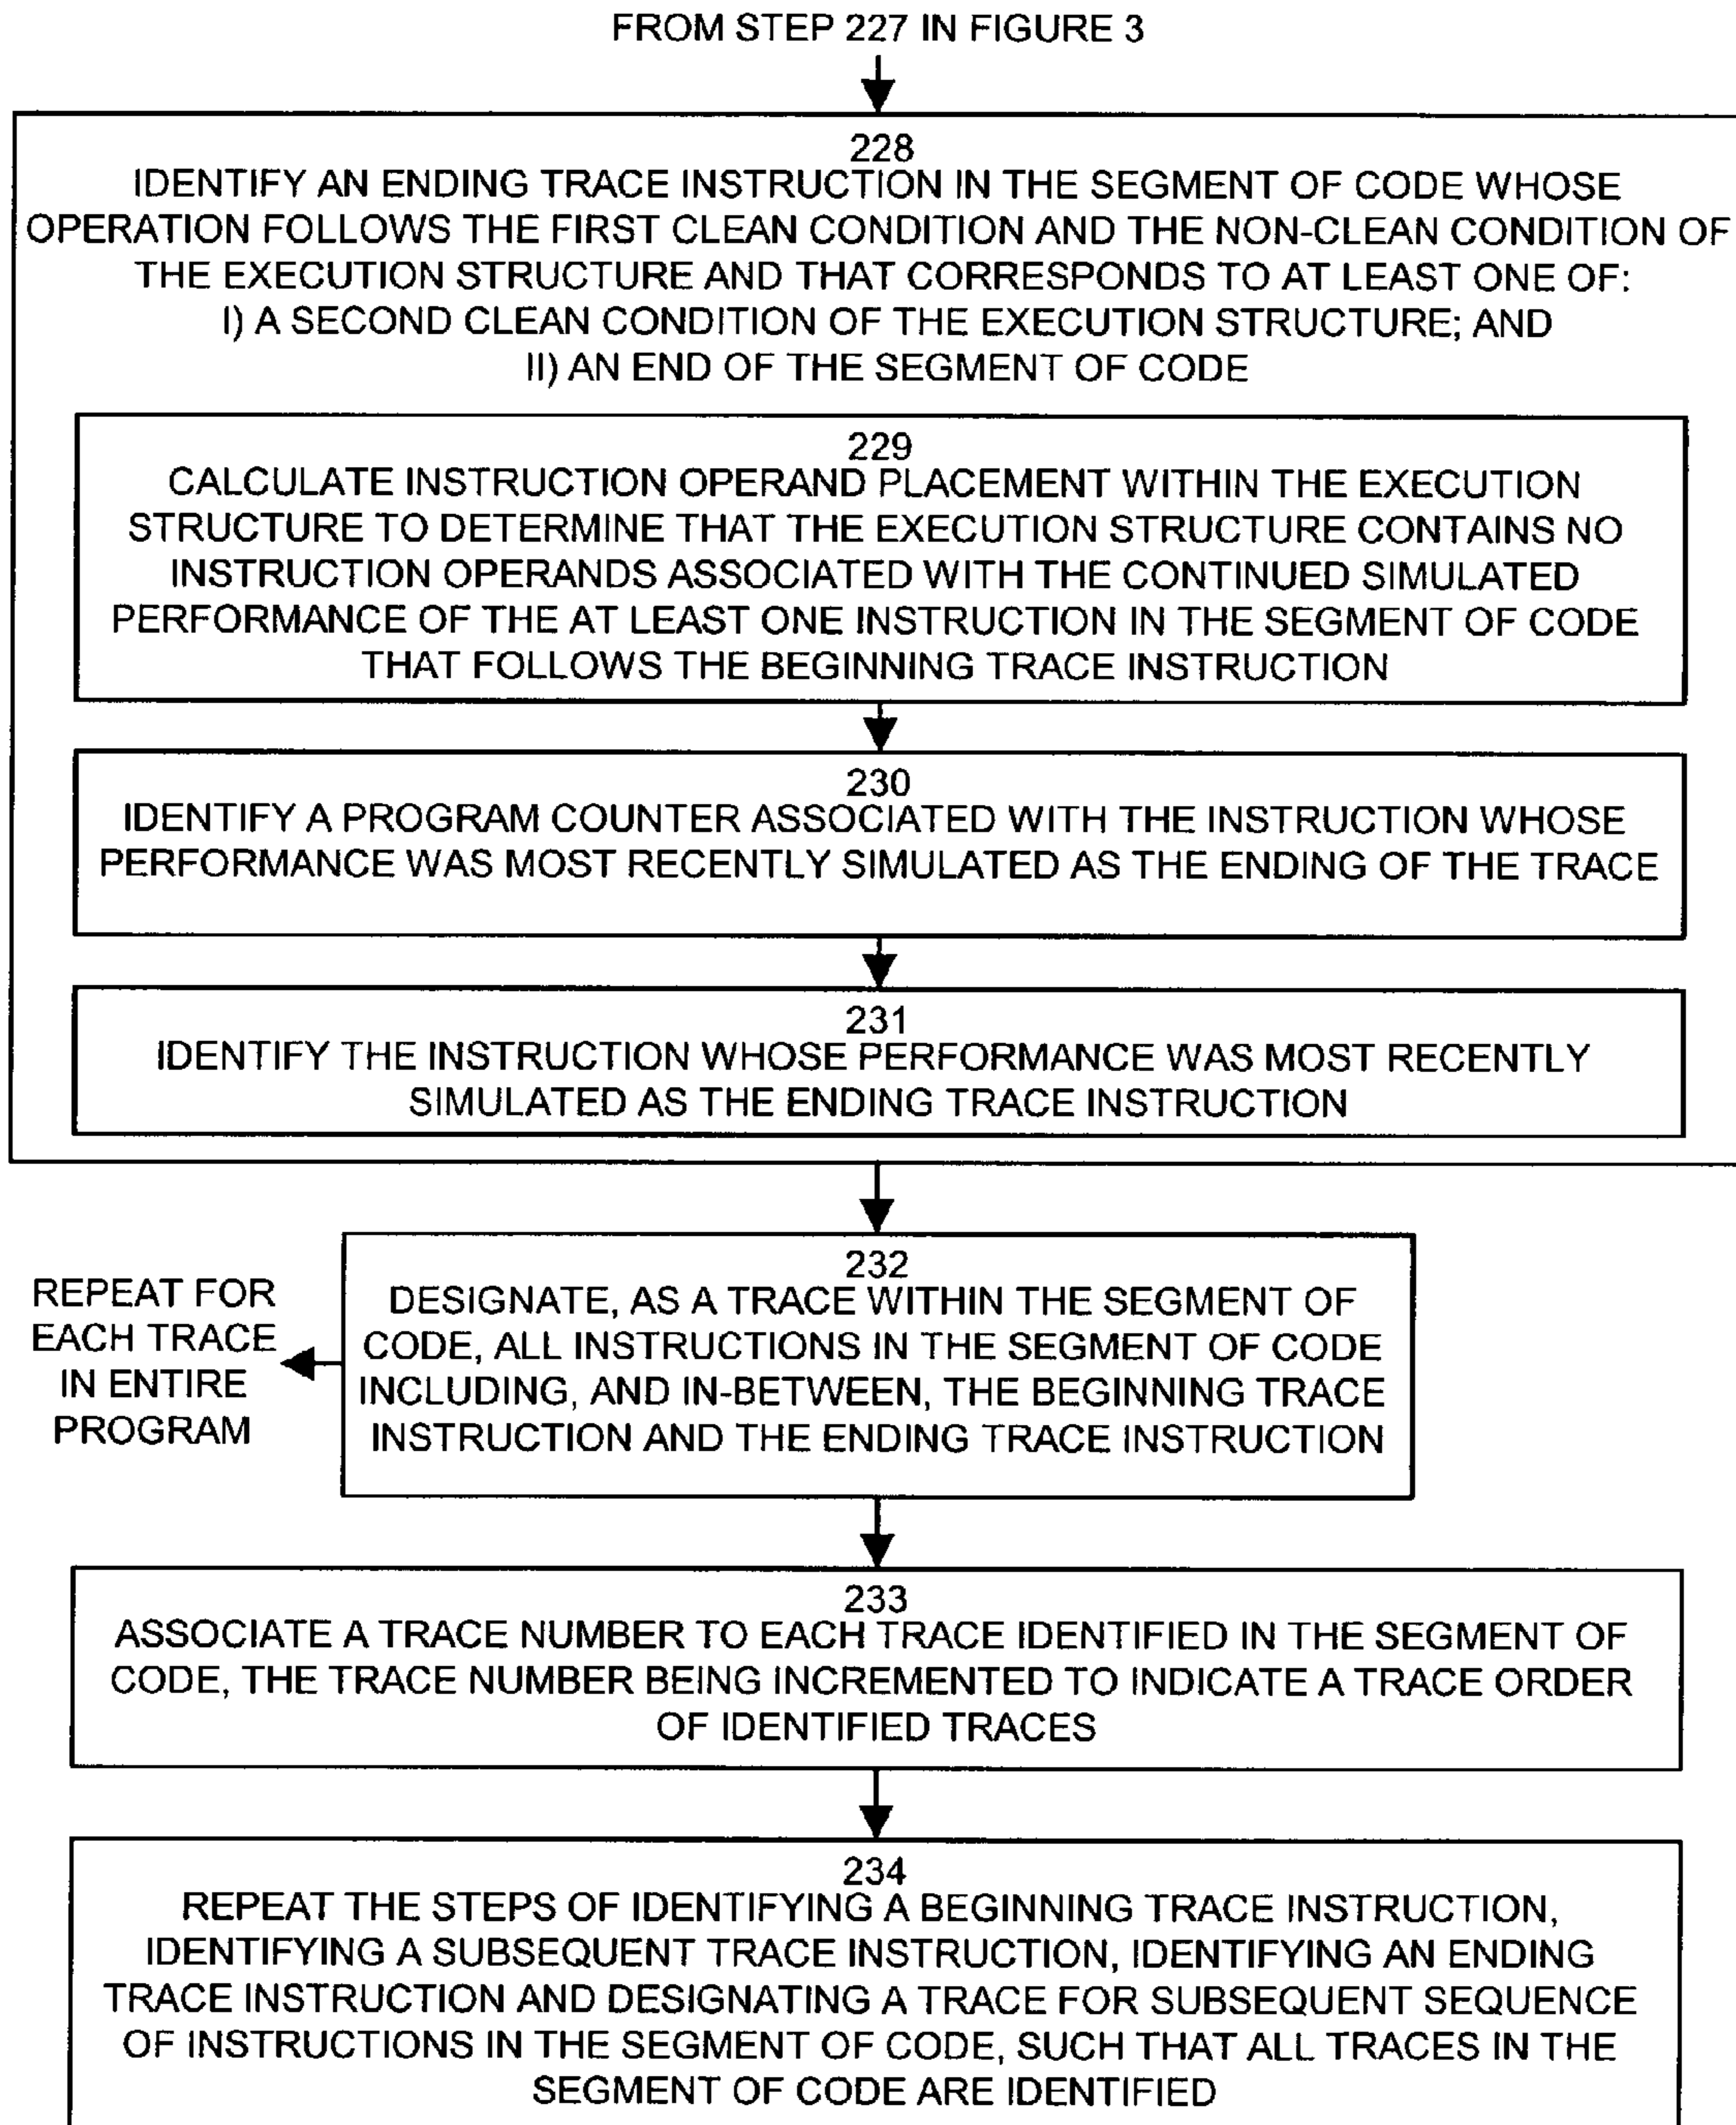 FROM STEP 227 IN FIGURE 3
228
IDENTIFY AN ENDING TRACE INSTRUCTION IN THE SEGMENT OF CODE WHOSE
OPERATION FOLLOWS THE FIRST CLEAN CONDITION AND THE NON-CLEAN CONDITION OF
THE EXECUTION STRUCTURE AND THAT CORRESPONDS TO AT LEAST ONE OF:
I) A SECOND CLEAN CONDITION OF THE EXECUTION STRUCTURE; AND
II) AN END OF THE SEGMENT OF CODE
229
CALCULATE INSTRUCTION OPERAND PLACEMENT WITHIN THE EXECUTION
STRUCTURE TO DETERMINE THAT THE EXECUTION STRUCTURE CONTAINS NO
INSTRUCTION OPERANDS ASSOCIATED WITH THE CONTINUED SIMULATED
PERFORMANCE OF THE AT LEAST ONE INSTRUCTION IN THE SEGMENT OF CODE
THAT FOLLOWS THE BEGINNING TRACE INSTRUCTION
230
IDENTIFY A PROGRAM COUNTER ASSOCIATED WITH THE INSTRUCTION WHOSE
PERFORMANCE WAS MOST RECENTLY SIMULATED AS THE ENDING OF THE TRACE
231
IDENTIFY THE INSTRUCTION WHOSE PERFORMANCE WAS MOST RECENTLY
SIMULATED AS THE ENDING TRACE INSTRUCTION
REPEAT FOR
EACH TRACE
IN ENTIRE
PROGRAM
232
DESIGNATE, AS A TRACE WITHIN THE SEGMENT OF
CODE, ALL INSTRUCTIONS IN THE SEGMENT OF CODE
INCLUDING, AND IN-BETWEEN, THE BEGINNING TRACE
INSTRUCTION AND THE ENDING TRACE INSTRUCTION
233
ASSOCIATE A TRACE NUMBER TO EACH TRACE IDENTIFIED IN THE SEGMENT OF
CODE, THE TRACE NUMBER BEING INCREMENTED TO INDICATE A TRACE ORDER
OF IDENTIFIED TRACES
234
REPEAT THE STEPS OF IDENTIFYING A BEGINNING TRACE INSTRUCTION,
IDENTIFYING A SUBSEQUENT TRACE INSTRUCTION, IDENTIFYING AN ENDING
TRACE INSTRUCTION AND DESIGNATING A TRACE FOR SUBSEQUENT SEQUENCE
OF INSTRUCTIONS IN THE SEGMENT OF CODE, SUCH THAT ALL TRACES IN THE
SEGMENT OF CODE ARE IDENTIFIED